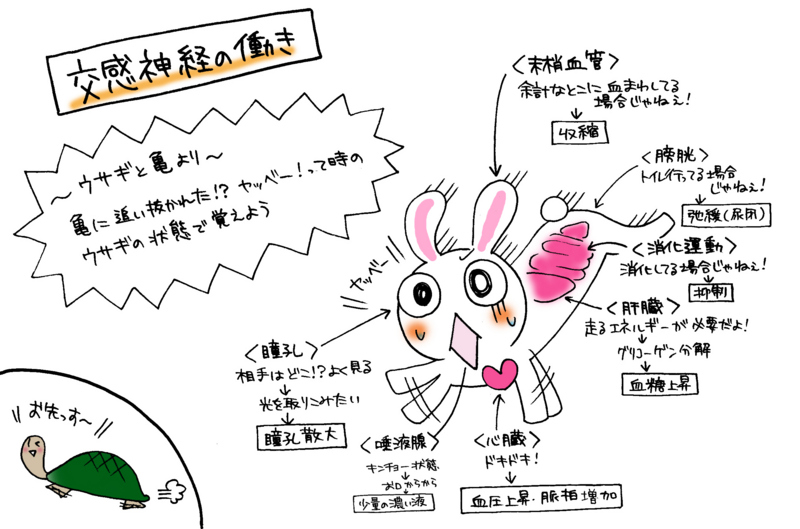 交感神経の働き
～ウサギと亀より～
亀に追い抜かれた!?ヤッベー!って時の
ウサギの状態で覚えよう
〈末梢血管〉
余計なとこに血まわしてる
場合じゃねぇ!
収縮
〈膀胱〉
トイレ行ってる場合
じゃねぇ!
弛緩(尿閉)
〈消化運動〉
消化してる場合じゃねぇ!
抑制
〈肝臓〉
走るエネルギーが必要だよ!
グリコーゲン分解
血糖上昇
ヤッベー
〈瞳孔〉
相手はどこ!?よく見る
光を取りこみたい
瞳孔散大
〈唾液腺〉
キンチョー状態
お口からから
少量の濃い液
〈心臓〉
ドキドキ!
血圧上昇・脈拍増加
お先っす～